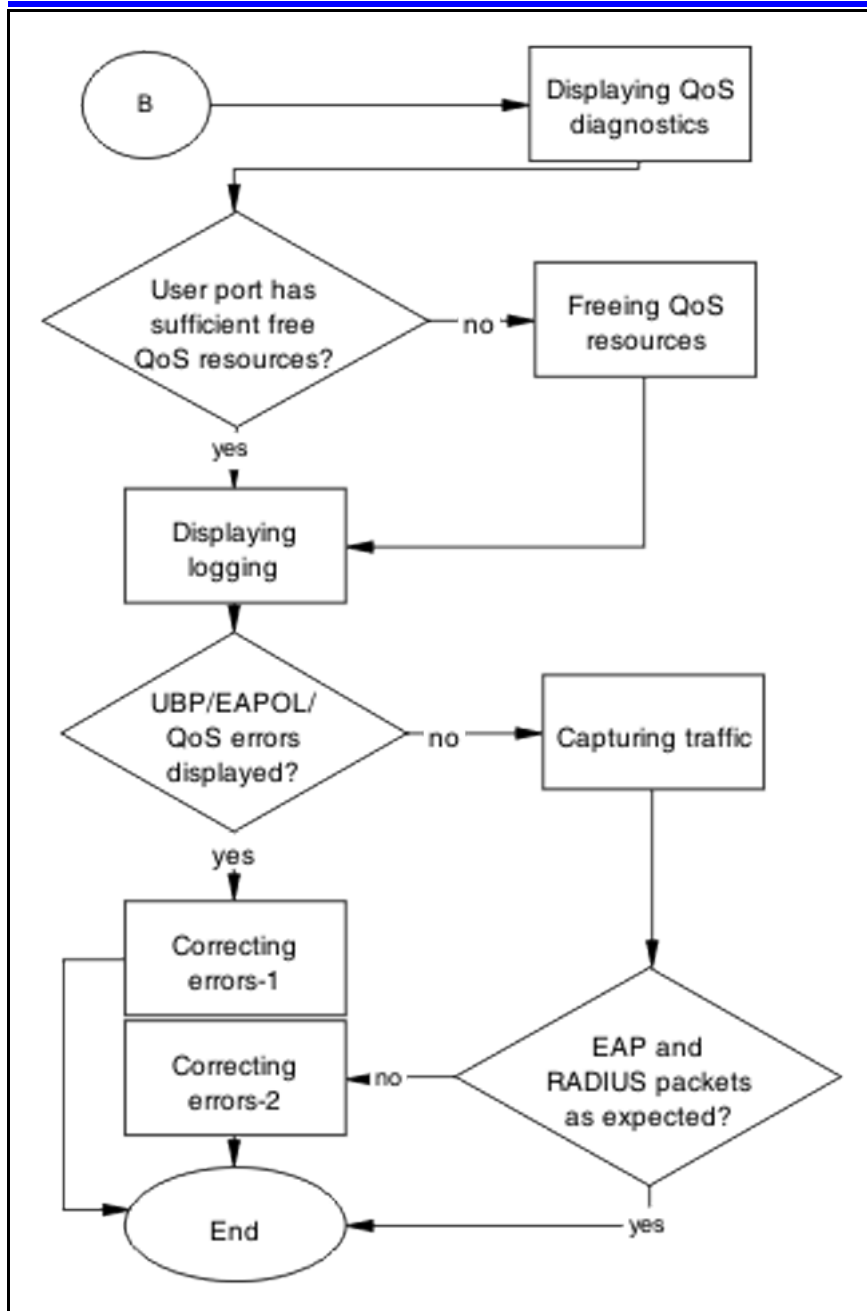 B
Displaying QoS
diagnostics
User port has
sufficient free
QoS resources?
no
Freeing QoS
resources
yes
Displaying
logging
UBP/EAPOL/
QoS errors
displayed?
no
Capturing traffic
yes
Correcting
errors-1
EAP and
RADIUS packets
as expected?
no
Correcting
errors-2
yes
End